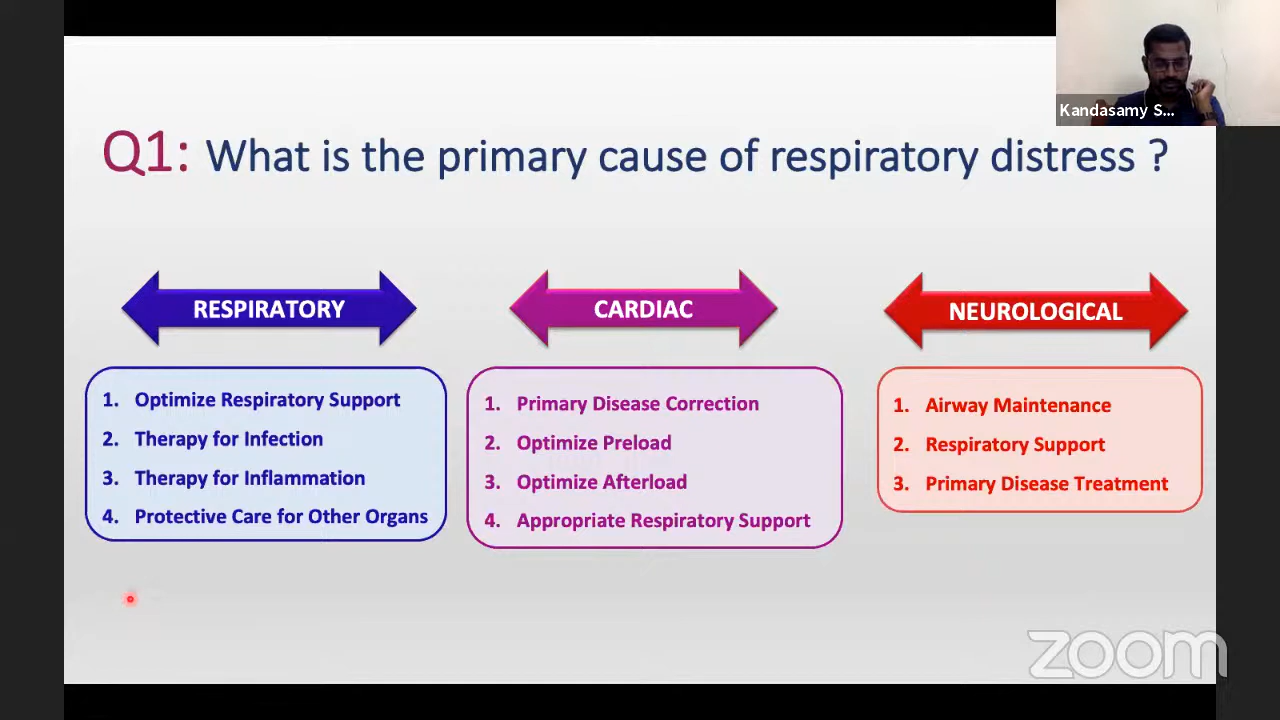 Kandasamy S...
Q1: What is the primary cause of respiratory distress ?
RESPIRATORY
1. Optimize Respiratory Support
2. Therapy for Infection
3. Therapy for Inflammation
4. Protective Care for Other Organs
CARDIAC
1. Primary Disease Correction
2. Optimize Preload
3. Optimize Afterload
4. Appropriate Respiratory Support
NEUROLOGICAL
1. Airway Maintenance
2. Respiratory Support
3. Primary Disease Treatment
zoom